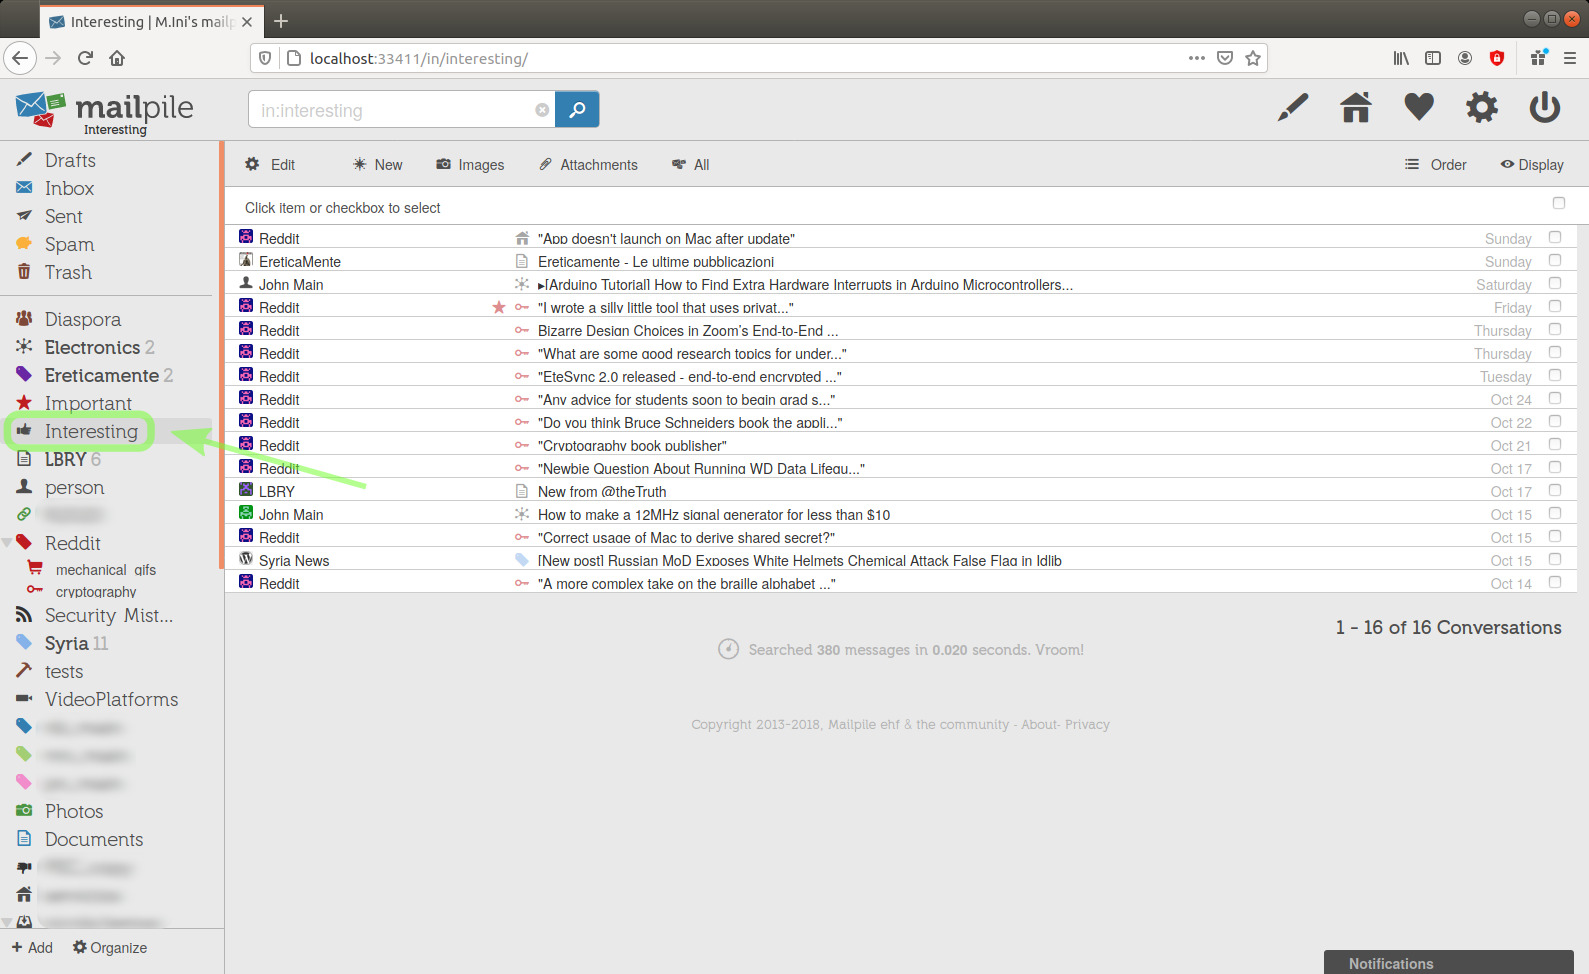 Interesting | M.Ini's mailp
localhost:33411/in/interesting/
mailpile
Interesting
in:interesting
Drafts
Inbox
Sent
Spam
Trash
Diaspora
Electronics 2
Ereticamente 2
Important
Interesting
LBRY 6
person
Reddit
mechanical_gifs
cryptography
Security Mist...
Syria 11
tests
VideoPlatforms
Photos
Documents
+ Add Organize
Edit New Images Attachments All Order Display
Click item or checkbox to select
Reddit "App doesn't launch on Mac after update" Sunday
EreticaMente Ereticamente - Le ultime pubblicazioni Sunday
John Main ▸[Arduino Tutorial] How to Find Extra Hardware Interrupts in Arduino Microcontrollers... Saturday
Reddit "I wrote a silly little tool that uses privat..." Friday
Reddit Bizarre Design Choices in Zoom's End-to-End ... Thursday
Reddit "What are some good research topics for under..." Thursday
Reddit "EteSync 2.0 released - end-to-end encrypted ..." Tuesday
Reddit "Any advice for students soon to begin grad s..." Oct 24
Reddit "Do you think Bruce Schneiders book the appli..." Oct 22
Reddit "Cryptography book publisher" Oct 21
Reddit "Newbie Question About Running WD Data Lifegu..." Oct 17
LBRY New from @theTruth Oct 17
John Main How to make a 12MHz signal generator for less than $10 Oct 15
Reddit "Correct usage of Mac to derive shared secret?" Oct 15
Syria News [New post] Russian MoD Exposes White Helmets Chemical Attack False Flag in Idlib Oct 15
Reddit "A more complex take on the braille alphabet ..." Oct 14
1 - 16 of 16 Conversations
Searched 380 messages in 0.020 seconds. Vroom!
Copyright 2013-2018, Mailpile ehf & the community - About- Privacy
Notifications